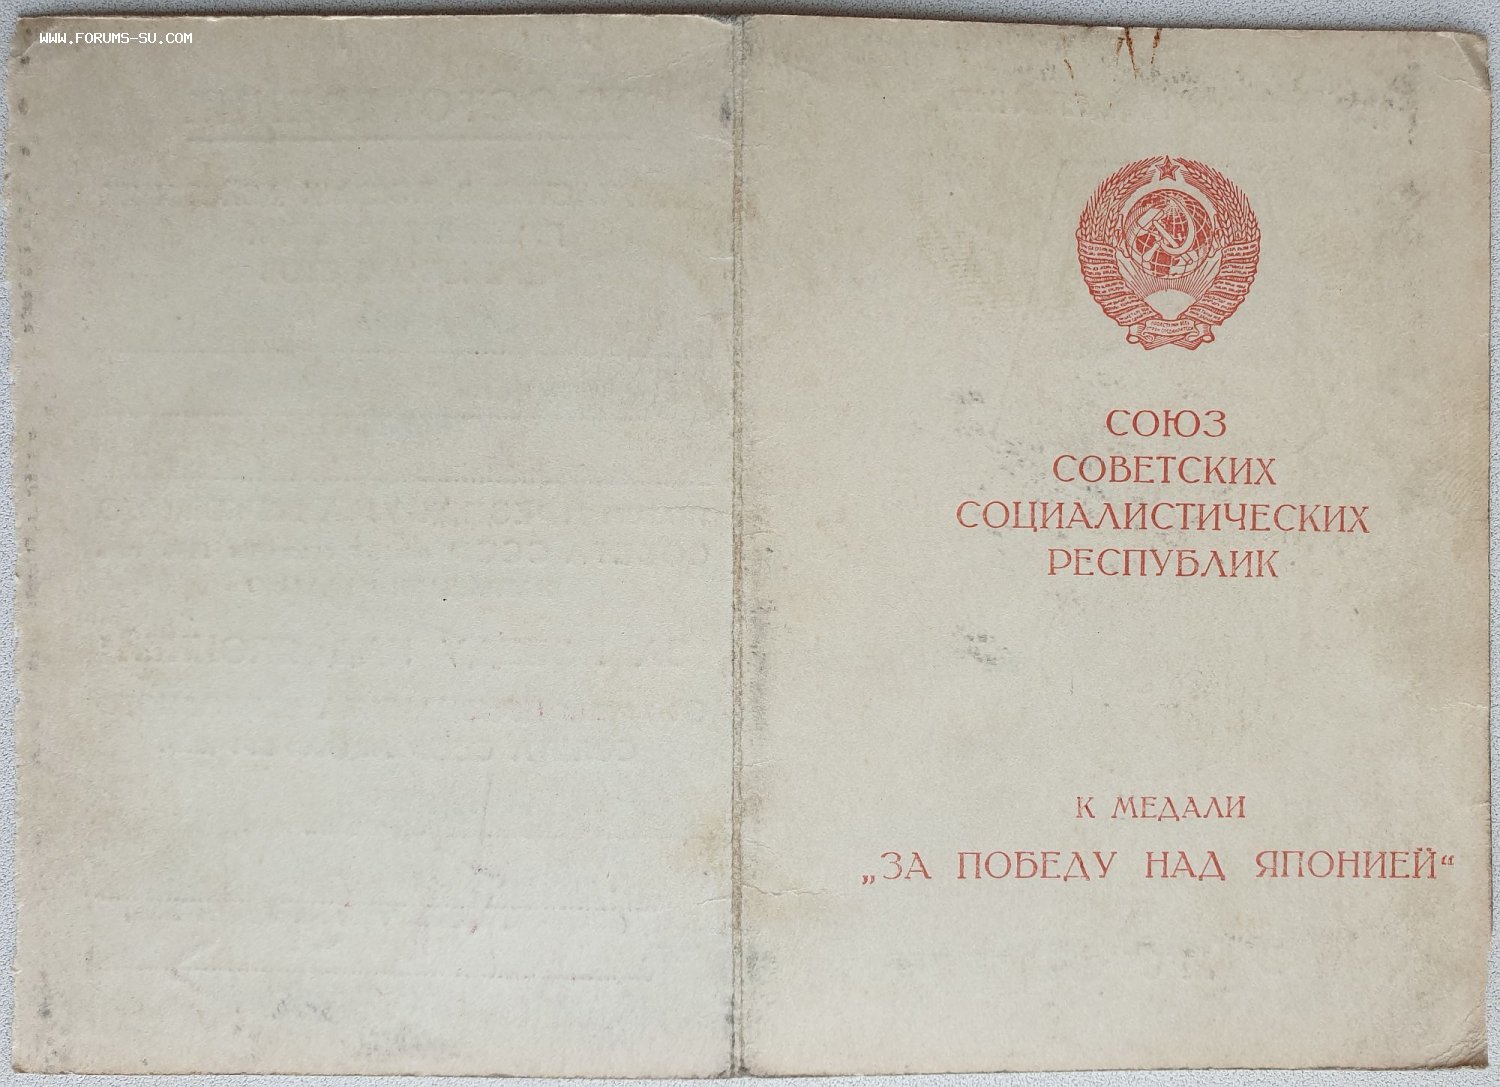 WWW.FORUMS-SU.COM
СОЮЗ
СОВЕТСКИХ
СОЦИАЛИСТИЧЕСКИХ
РЕСПУБЛИК
К МЕДАЛИ
„ЗА ПОБЕДУ НАД ЯПОНИЕЙ“